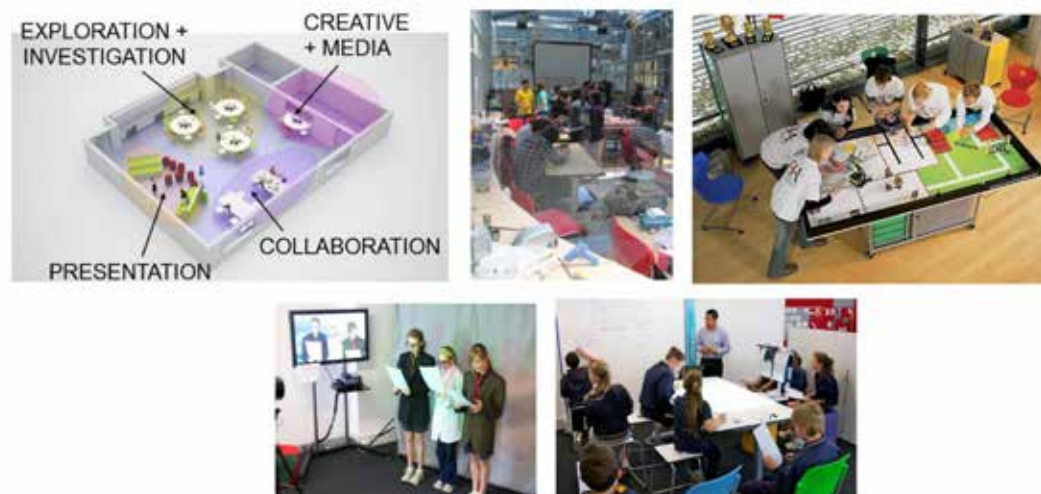 EXPLORATION +
INVESTIGATION
CREATIVE
+ MEDIA
COLLABORATION
PRESENTATION